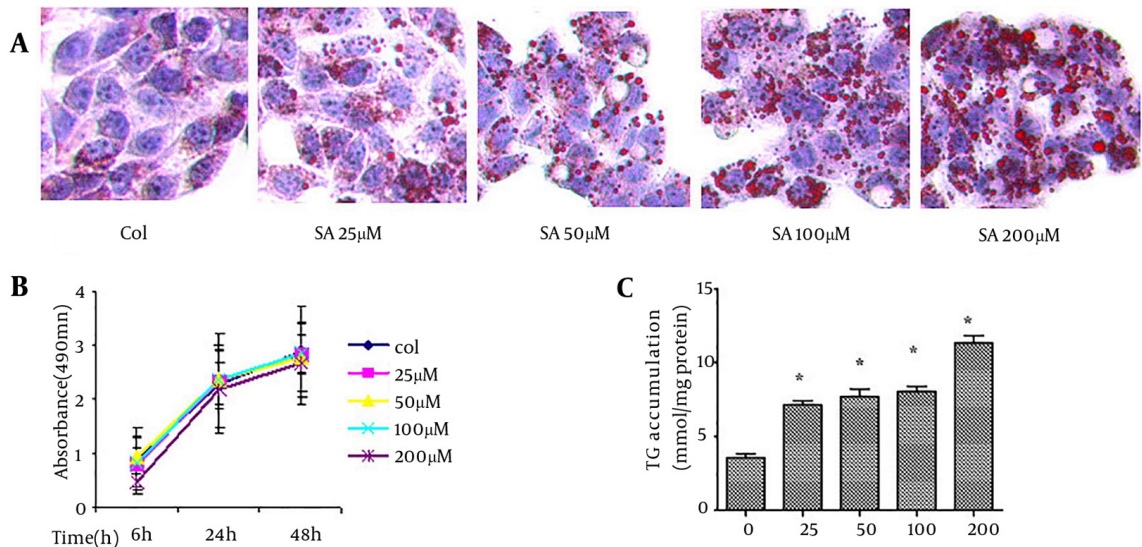 A
Col
SA 25μM
SA 50μM
SA 100μM
SA 200μM
B
4
3
2
1
0
Absorbance(490mn)
Time(h)
6h
24h
48h
col
25μM
50μM
100μM
200μM
C
15
10
5
0
TG accumulation
(mmol/mg protein)
*
*
*
*
0
25
50
100
200